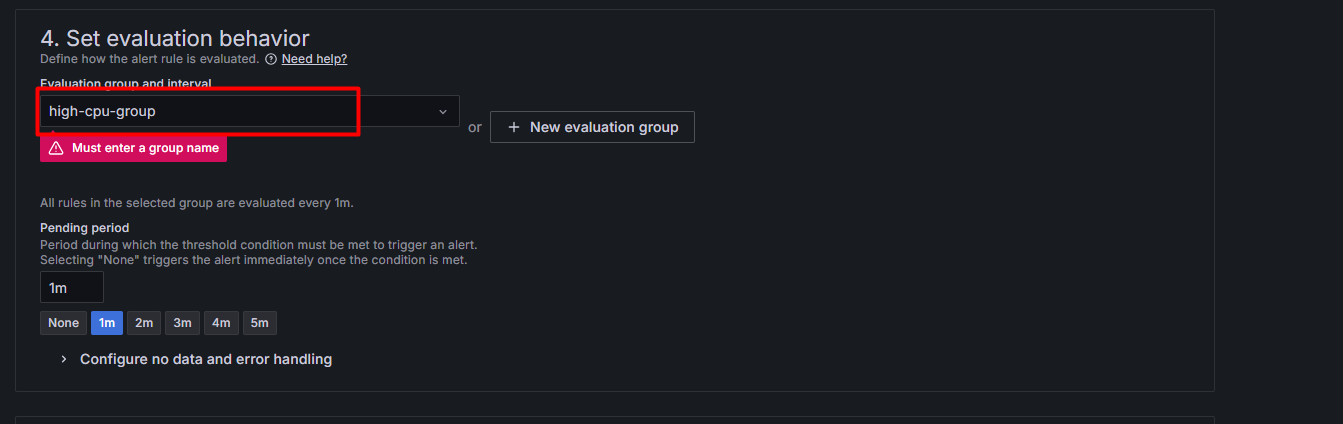 4. Set evaluation behavior
Define how the alert rule is evaluated. Need help?
Evaluation group and interval
high-cpu-group
or
+ New evaluation group
Must enter a group name
All rules in the selected group are evaluated every 1m.
Pending period
Period during which the threshold condition must be met to trigger an alert.
Selecting "None" triggers the alert immediately once the condition is met.
1m
None 1m 2m 3m 4m 5m
Configure no data and error handling